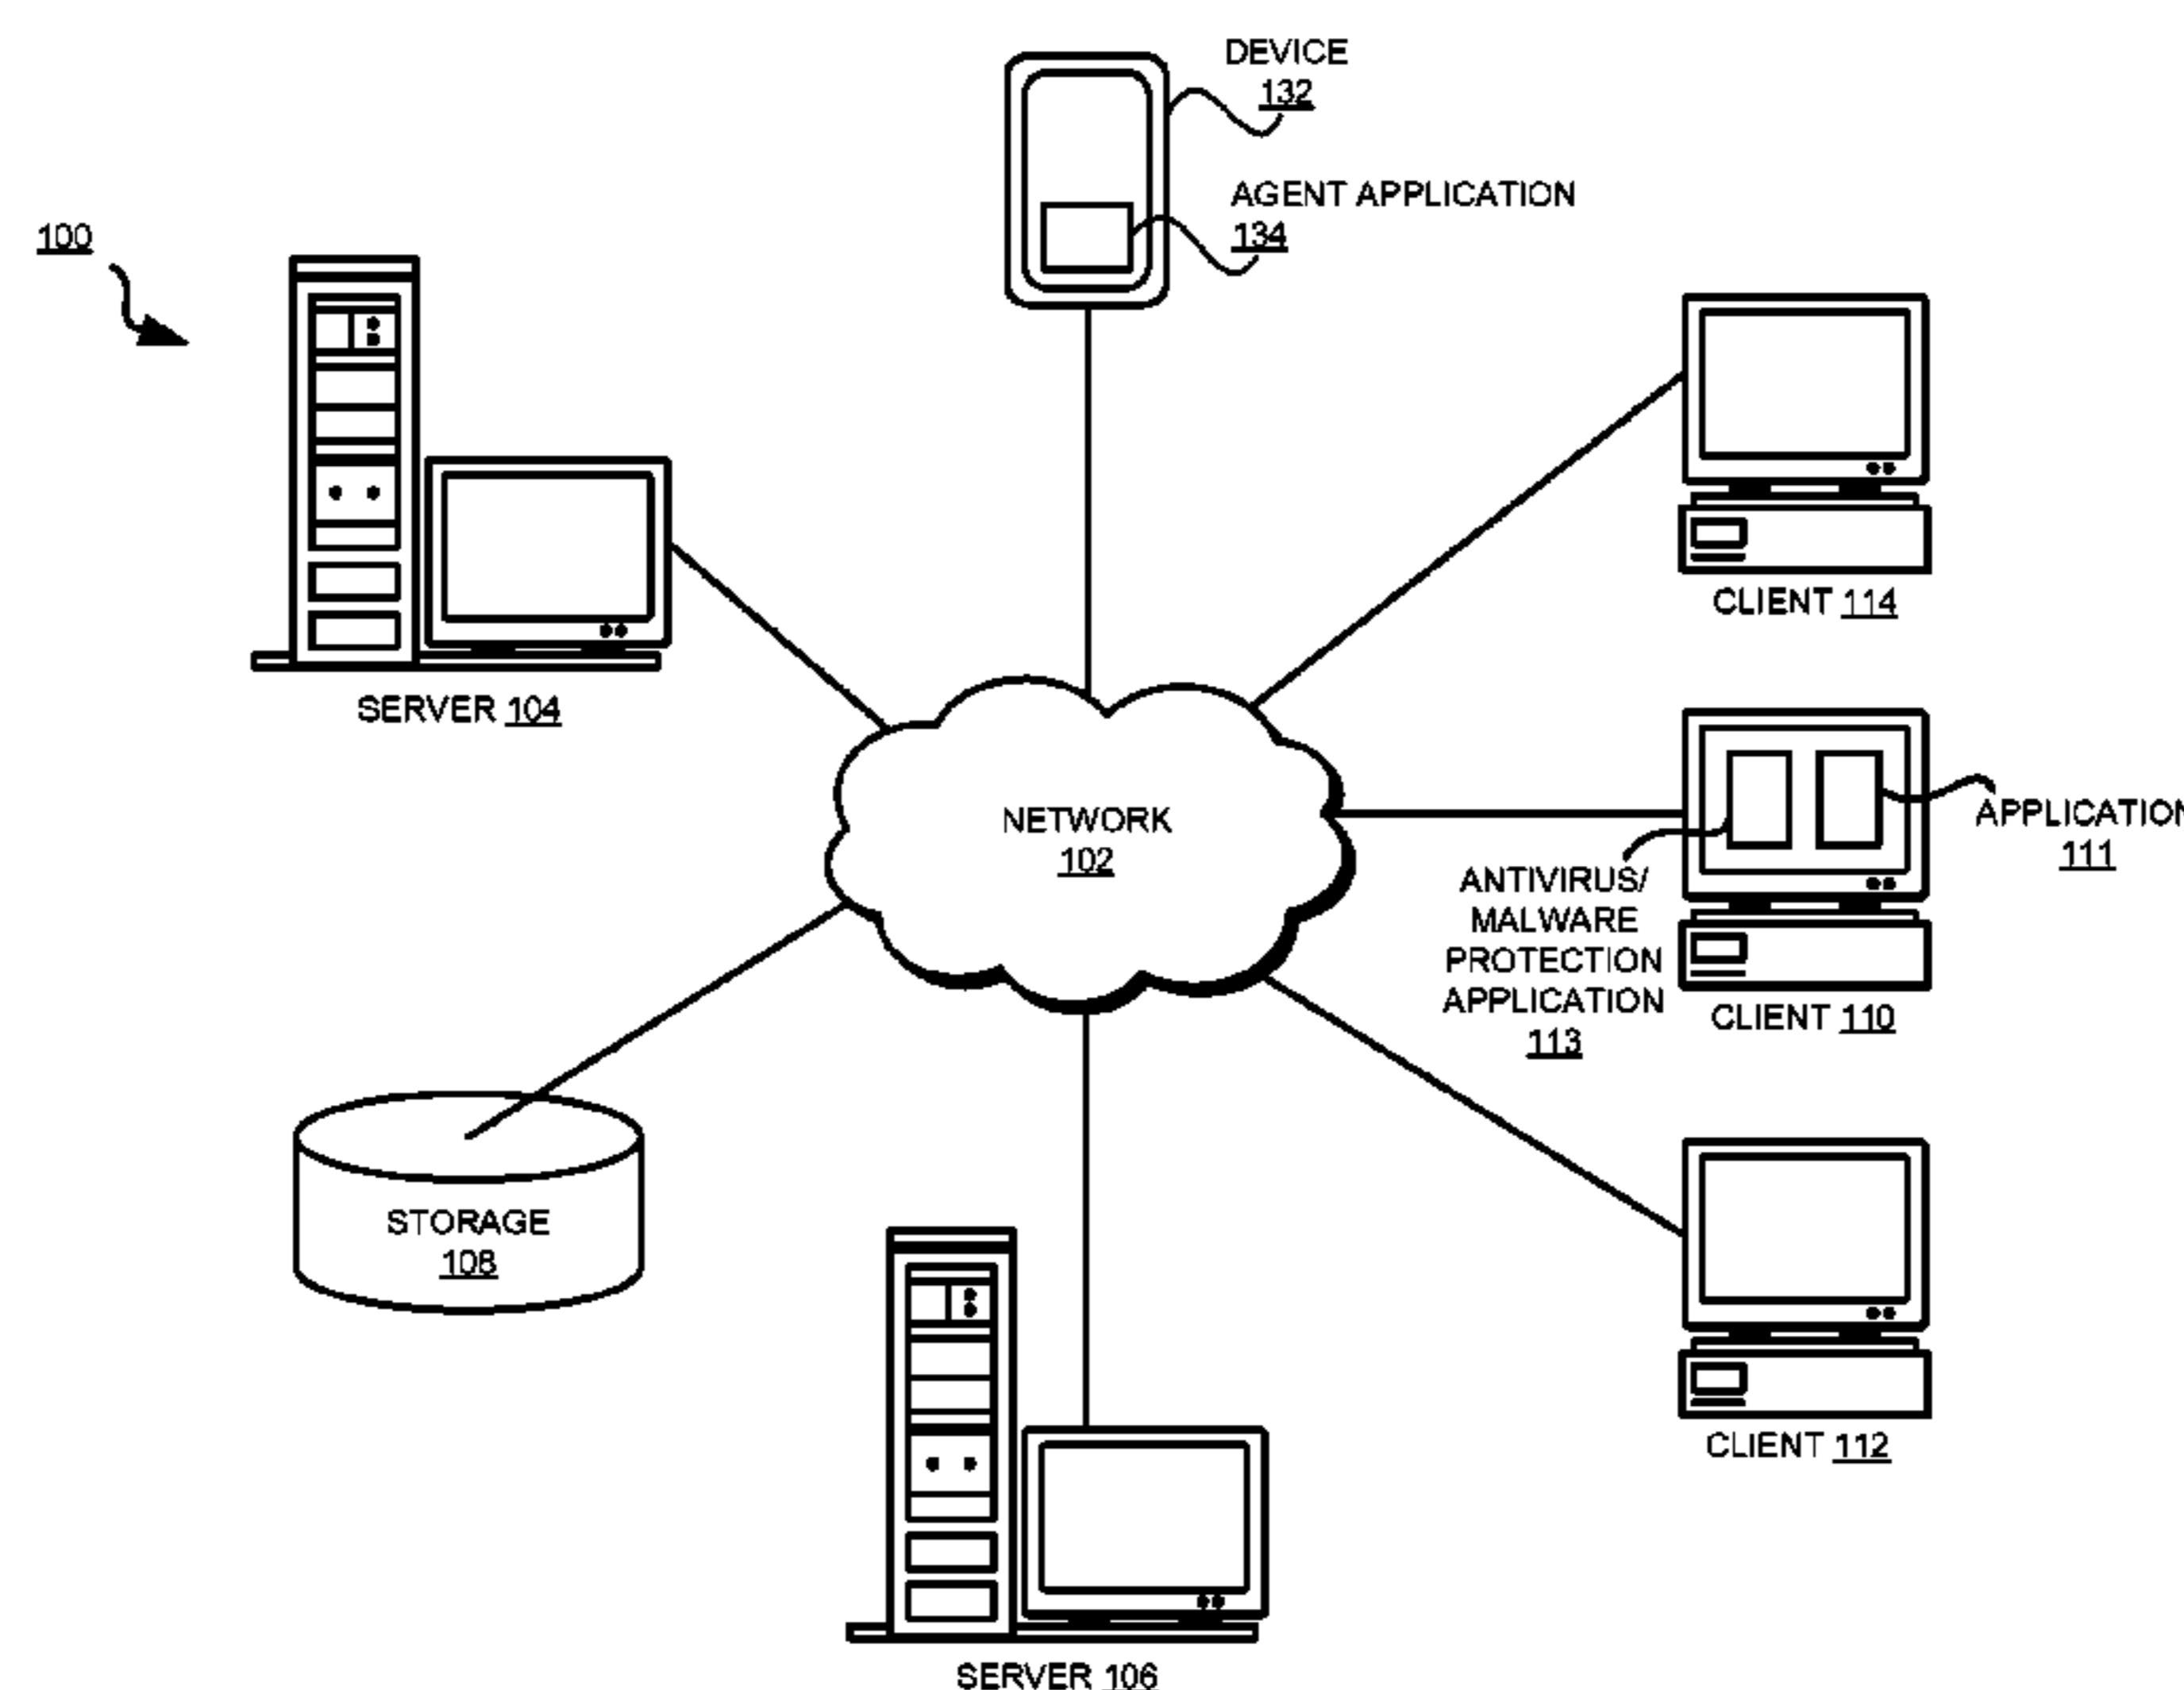 DEVICE
132
AGENT APPLICATION
134
100
CLIENT 114
SERVER 104
NETWORK
102
APPLICATION
111
ANTIVIRUS/
MALWARE
PROTECTION
APPLICATION
113
CLIENT 110
STORAGE
108
CLIENT 112
SERVER 106